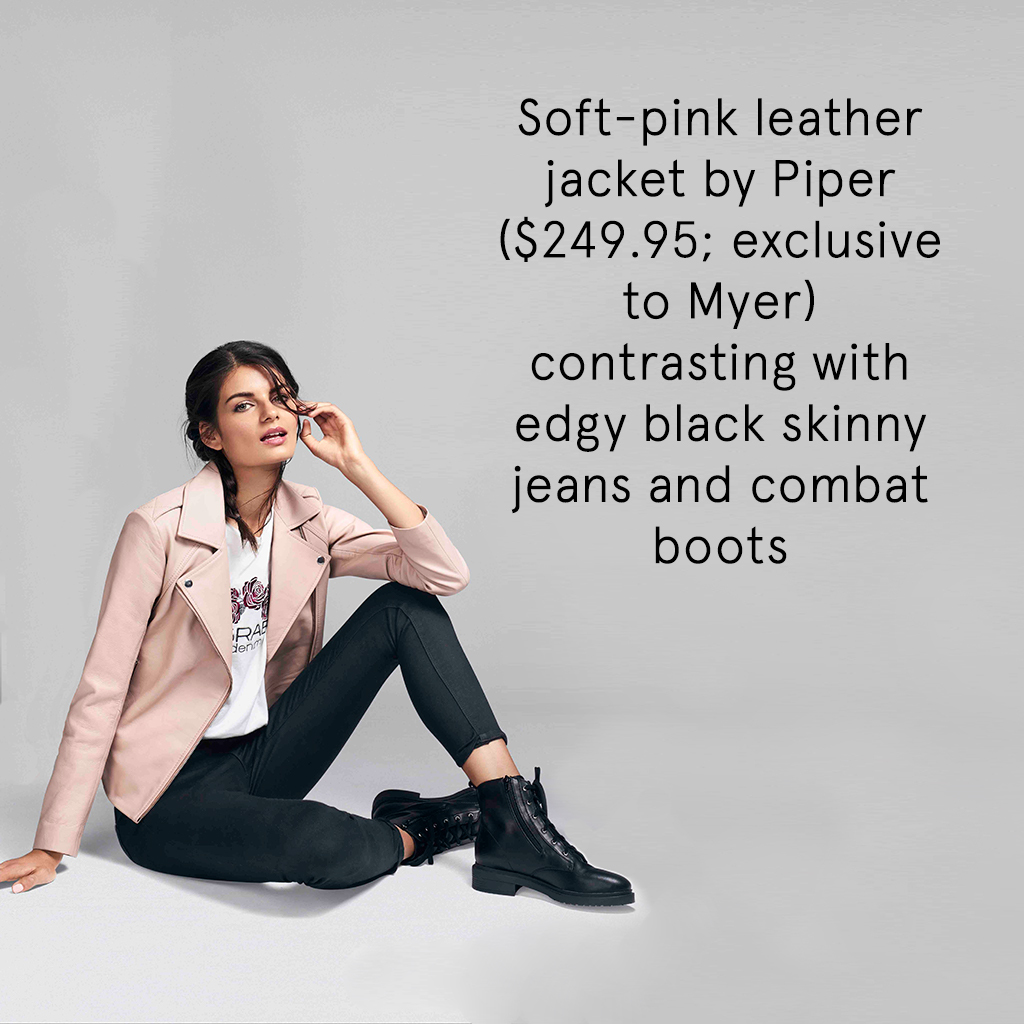 Soft-pink leather
jacket by Piper
($249.95; exclusive
to Myer)
contrasting with
edgy black skinny
jeans and combat
boots